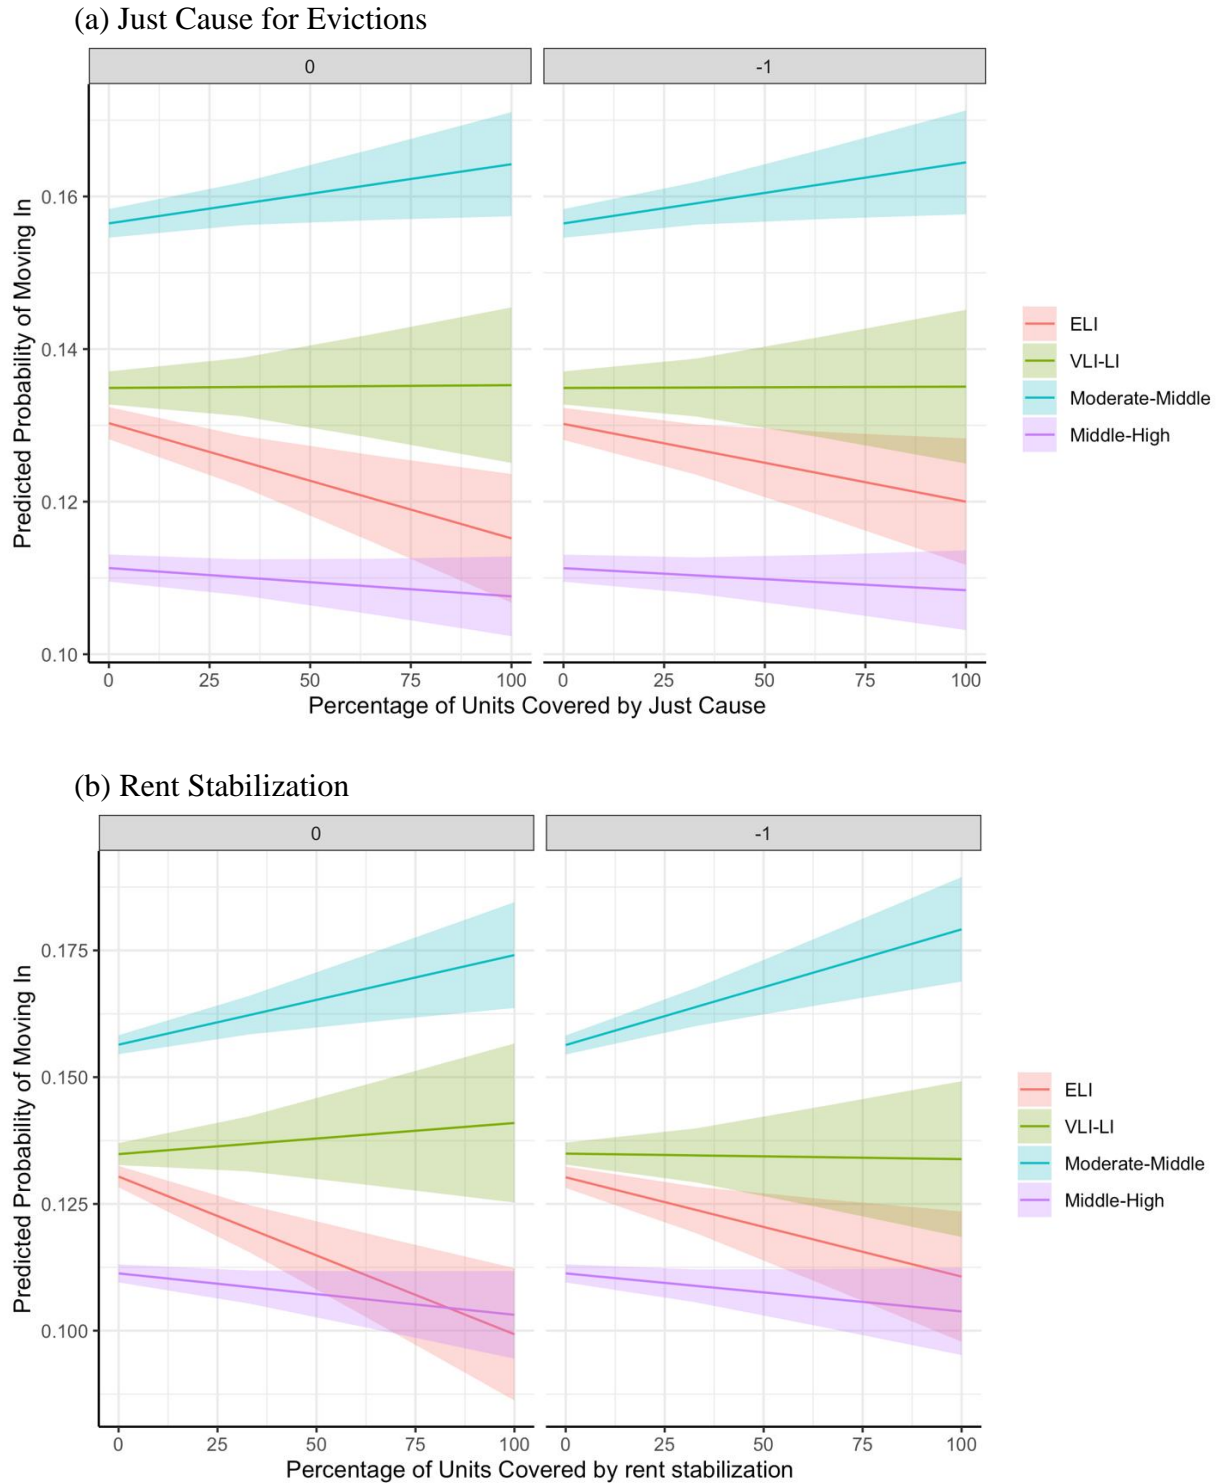 (a) Just Cause for Evictions
0
-1
Predicted Probability of Moving In
0.16
0.14
0.12
0.10
0 25 50 75 100
0 25 50 75 100
Percentage of Units Covered by Just Cause
ELI
VLI-LI
Moderate-Middle
Middle-High
(b) Rent Stabilization
0
-1
Predicted Probability of Moving In
0.175
0.150
0.125
0.100
0 25 50 75 100
0 25 50 75 100
Percentage of Units Covered by rent stabilization
ELI
VLI-LI
Moderate-Middle
Middle-High